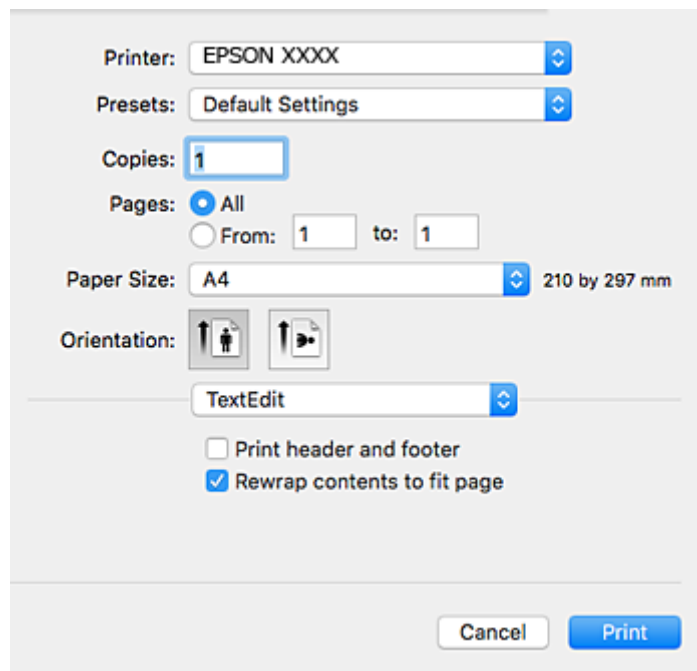 Printer: EPSON XXXX
Presets: Default Settings
Copies: 1
Pages: All
From: 1 to: 1
Paper Size: A4 210 by 297 mm
Orientation:
TextEdit
Print header and footer
Rewrap contents to fit page
Cancel Print